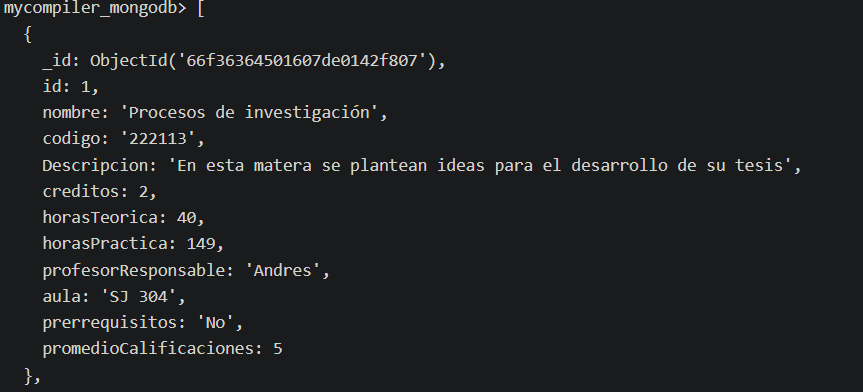 mycompiler_mongodb> [
  {
    _id: ObjectId('66f36364501607de0142f807'),
    id: 1,
    nombre: 'Procesos de investigación',
    codigo: '222113',
    Descripcion: 'En esta matera se plantean ideas para el desarrollo de su tesis',
    creditos: 2,
    horasTeorica: 40,
    horasPractica: 149,
    profesorResponsable: 'Andres',
    aula: 'SJ 304',
    prerrequisitos: 'No',
    promedioCalificaciones: 5
  },